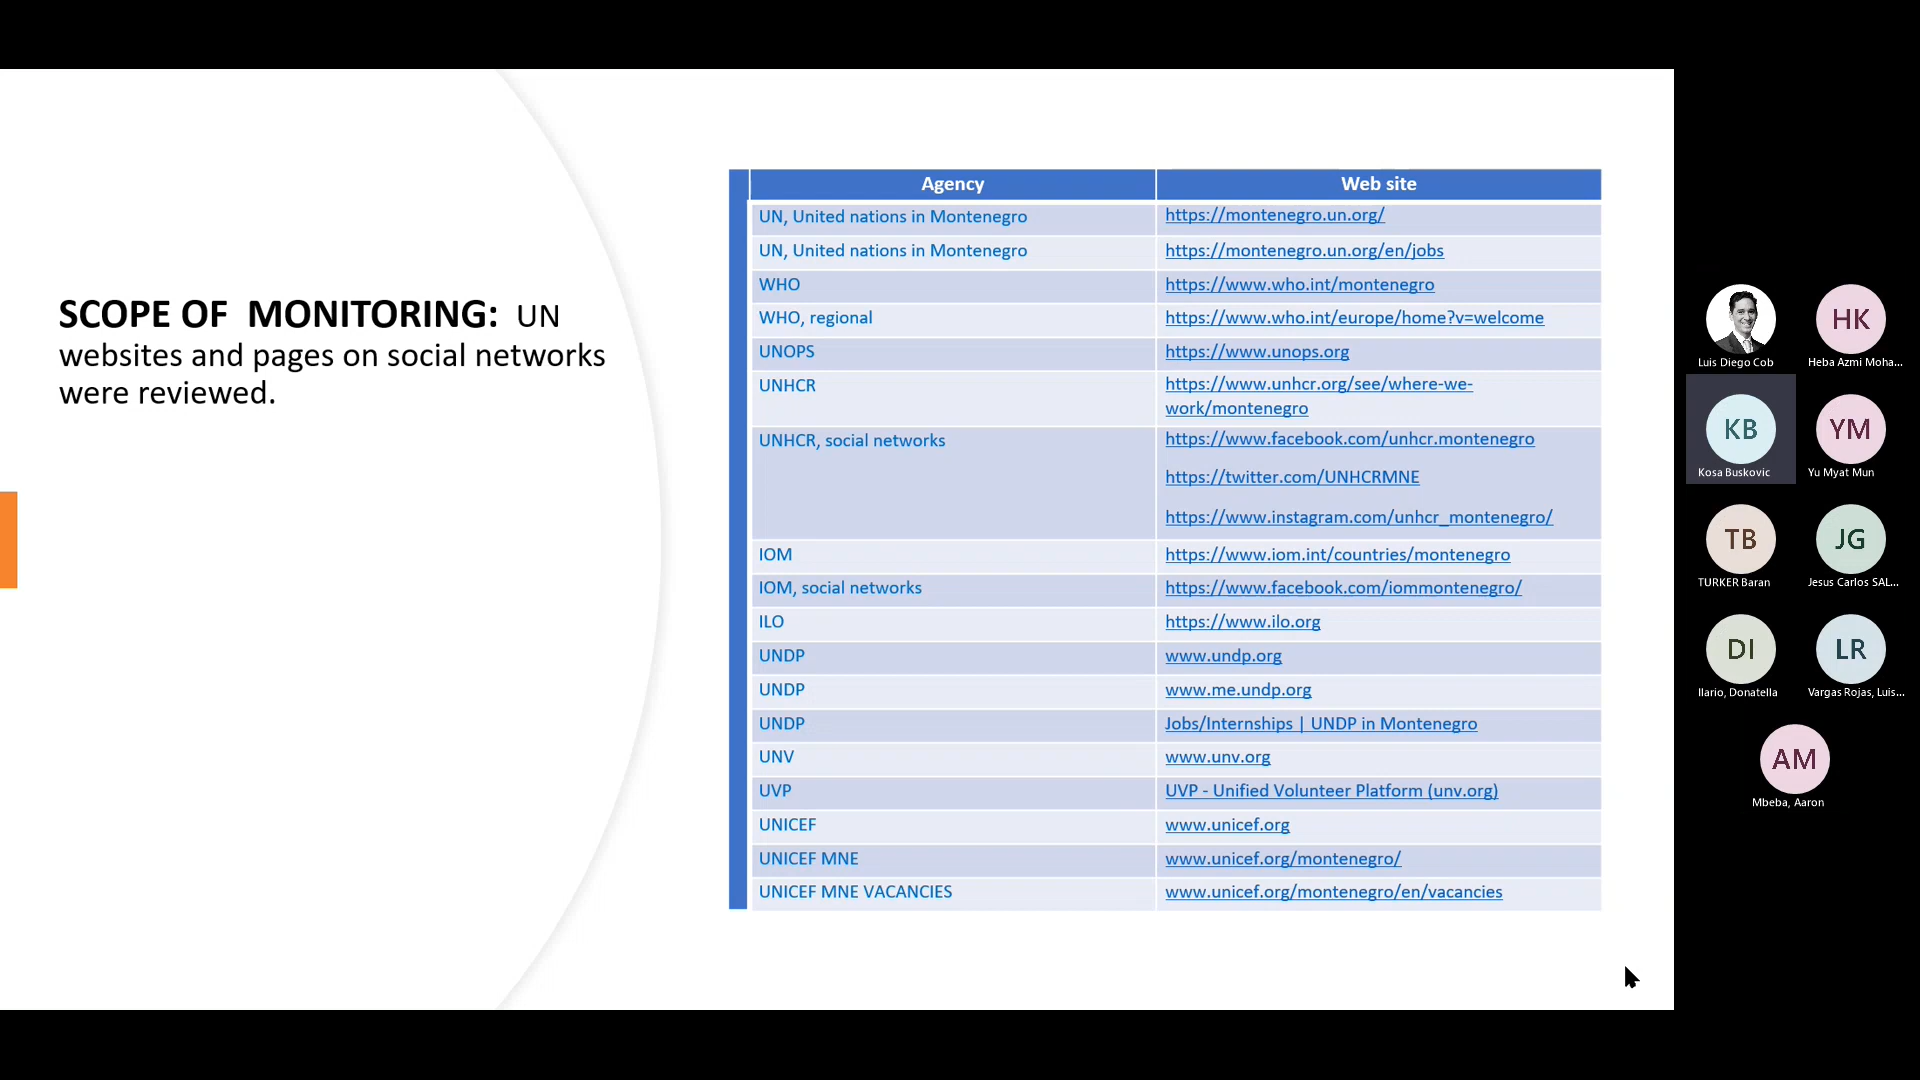 SCOPE OF MONITORING: UN
websites and pages on social networks
were reviewed.
Agency Web site
UN, United nations in Montenegro https://montenegro.un.org/
UN, United nations in Montenegro https://montenegro.un.org/en/jobs
WHO https://www.who.int/montenegro
WHO, regional https://www.who.int/europe/home?v=welcome
UNOPS https://www.unops.org
UNHCR https://www.unhcr.org/see/where-we-
work/montenegro
UNHCR, social networks https://www.facebook.com/unhcr.montenegro
https://twitter.com/UNHCRMNE
https://www.instagram.com/unhcr_montenegro/
IOM https://www.iom.int/countries/montenegro
IOM, social networks https://www.facebook.com/iommontenegro/
ILO https://www.ilo.org
UNDP www.undp.org
UNDP www.me.undp.org
UNDP Jobs/Internships | UNDP in Montenegro
UNV www.unv.org
UVP UVP - Unified Volunteer Platform (unv.org)
UNICEF www.unicef.org
UNICEF MNE www.unicef.org/montenegro/
UNICEF MNE VACANCIES www.unicef.org/montenegro/en/vacancies
HK
Luis Diego Cob Heba Azmi Moha...
KB YM
Kosa Buskovic Yu Myat Mun
TB JG
TURKER Baran Jesus Carlos SAL...
DI LR
Ilario, Donatella Vargas Rojas, Luis...
AM
Mbeba, Aaron